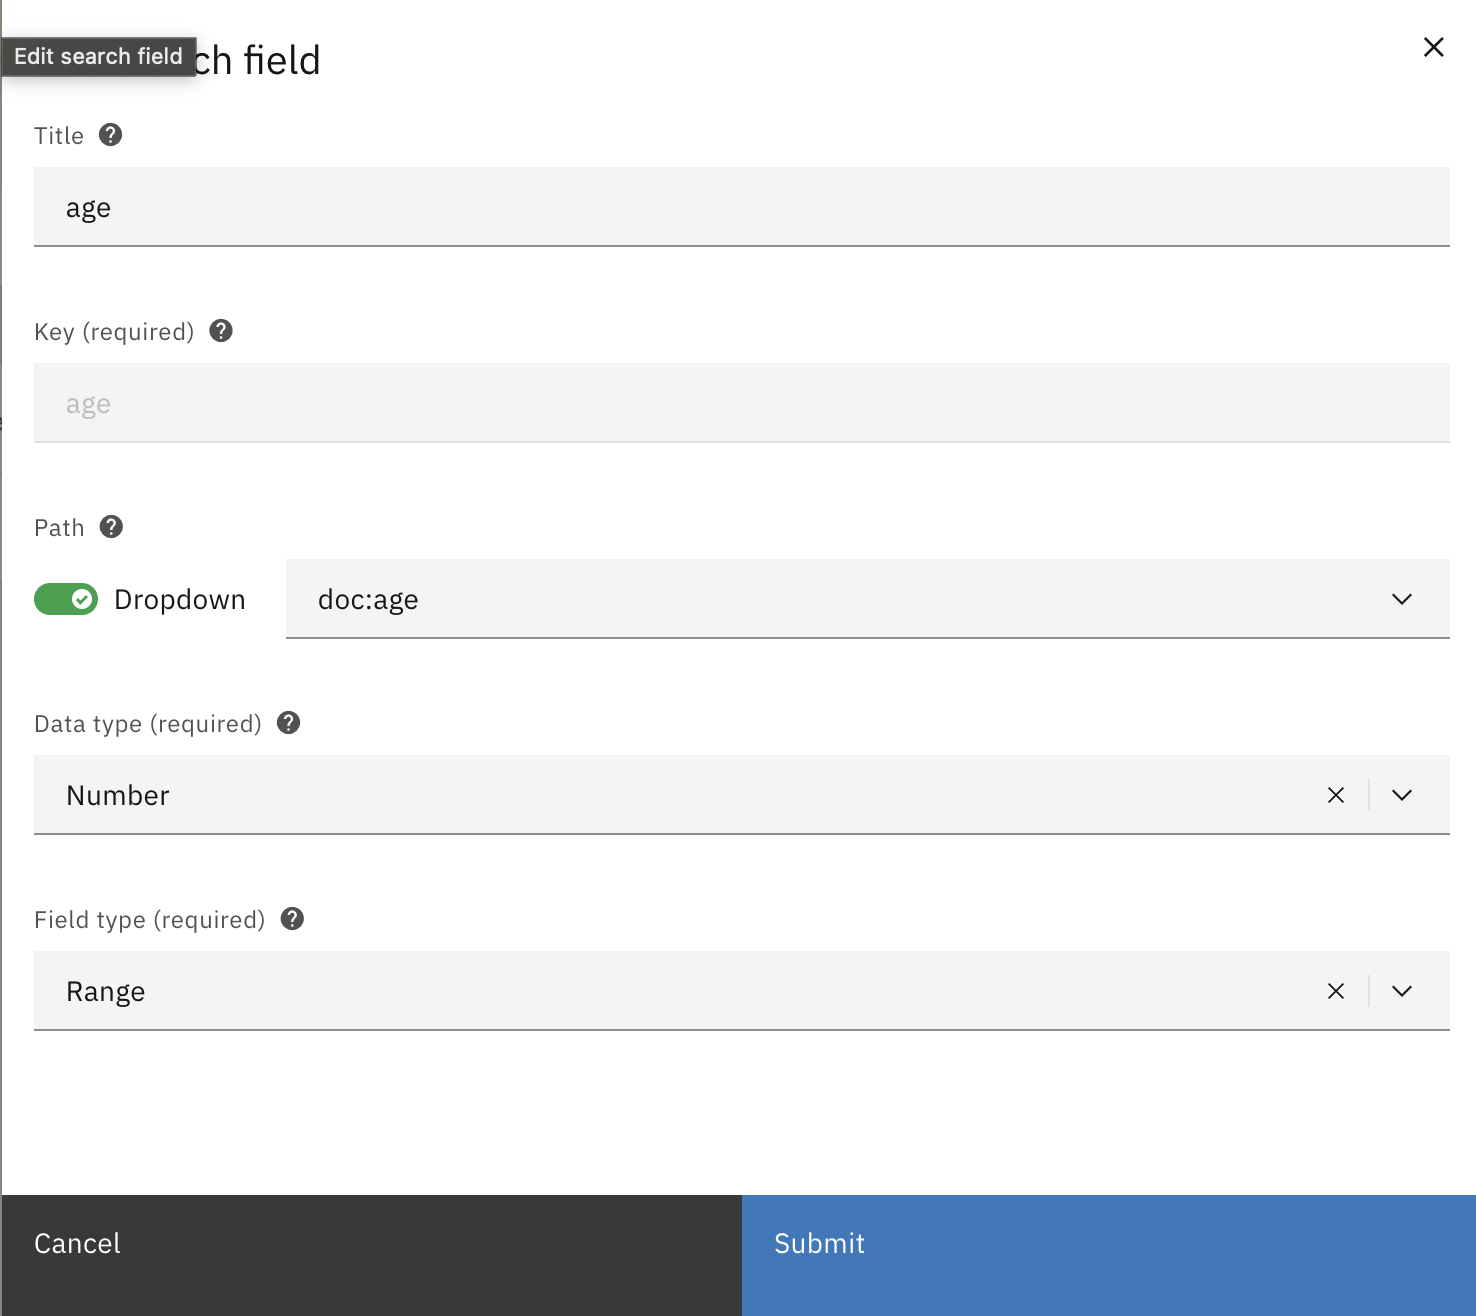 Edit search field
ch field
Title
age
Key (required)
age
Path
Dropdown
doc:age
Data type (required)
Number
Field type (required)
Range
Cancel
Submit